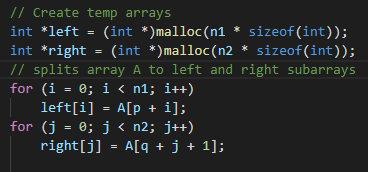 // Create temp arrays
int *left = (int *)malloc(n1 * sizeof(int));
int *right = (int *)malloc(n2 * sizeof(int));
// splits array A to left and right subarrays
for (i = 0; i < n1; i++)
    left[i] = A[p + i];
for (j = 0; j < n2; j++)
    right[j] = A[q + j + 1];